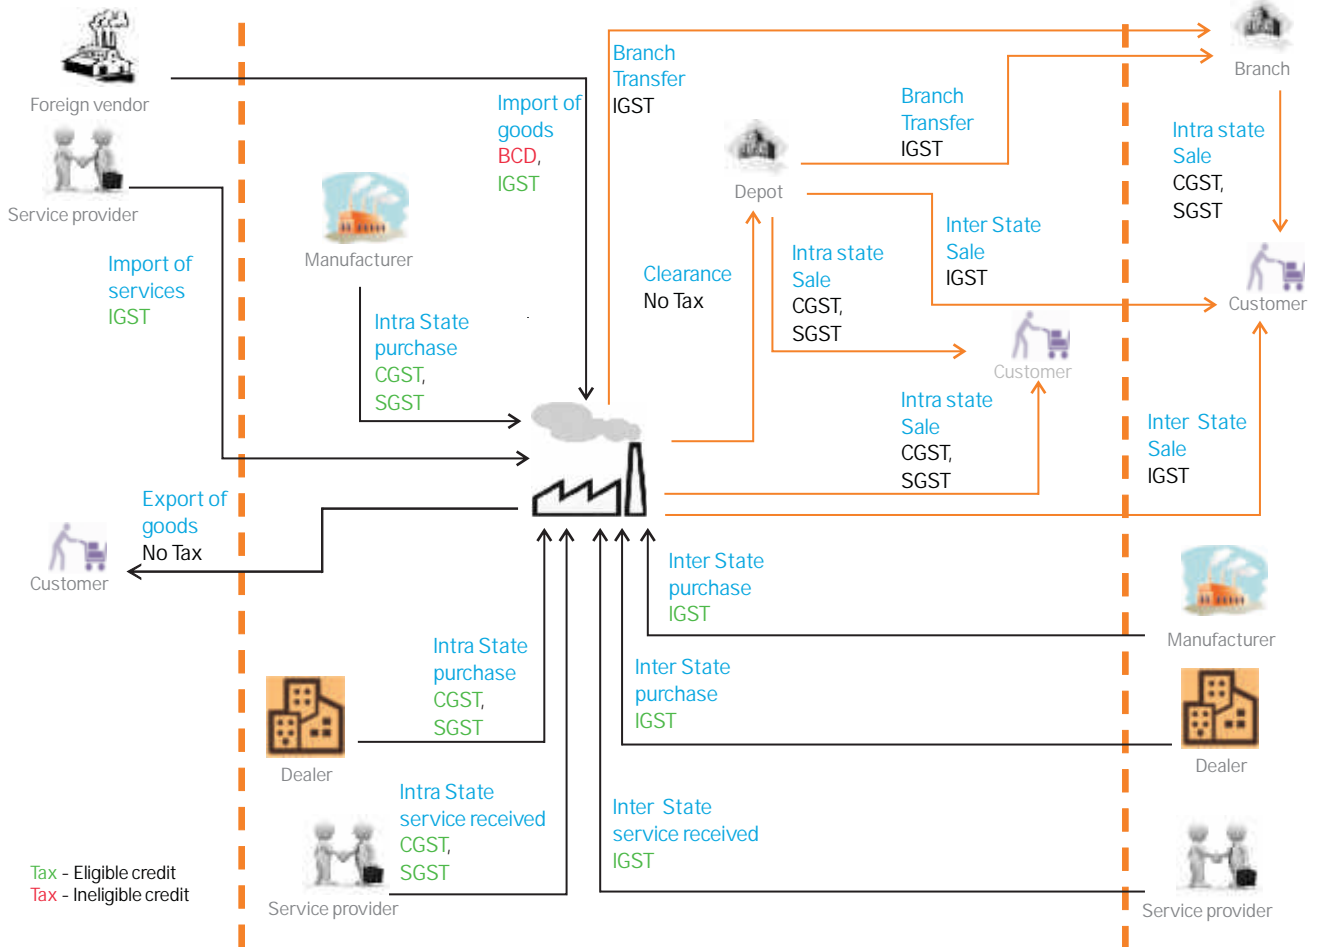 Foreign vendor
Service provider
Import of
services
IGST
Export of
goods
No Tax
Customer
Tax - Eligible credit
Tax - Ineligible credit
Manufacturer
Intra State
purchase
CGST,
SGST
Import of
goods
BCD,
IGST
Branch
Transfer
IGST
Clearance
No Tax
Depot
Branch
Transfer
IGST
Intra state
Sale
CGST,
SGST
Inter State
Sale
IGST
Customer
Intra state
Sale
CGST,
SGST
Branch
Intra state
Sale
CGST,
SGST
Customer
Inter State
Sale
IGST
Intra State
purchase
CGST,
SGST
Dealer
Intra State
service received
CGST,
SGST
Service provider
Inter State
purchase
IGST
Manufacturer
Inter State
purchase
IGST
Dealer
Inter State
service received
IGST
Service provider